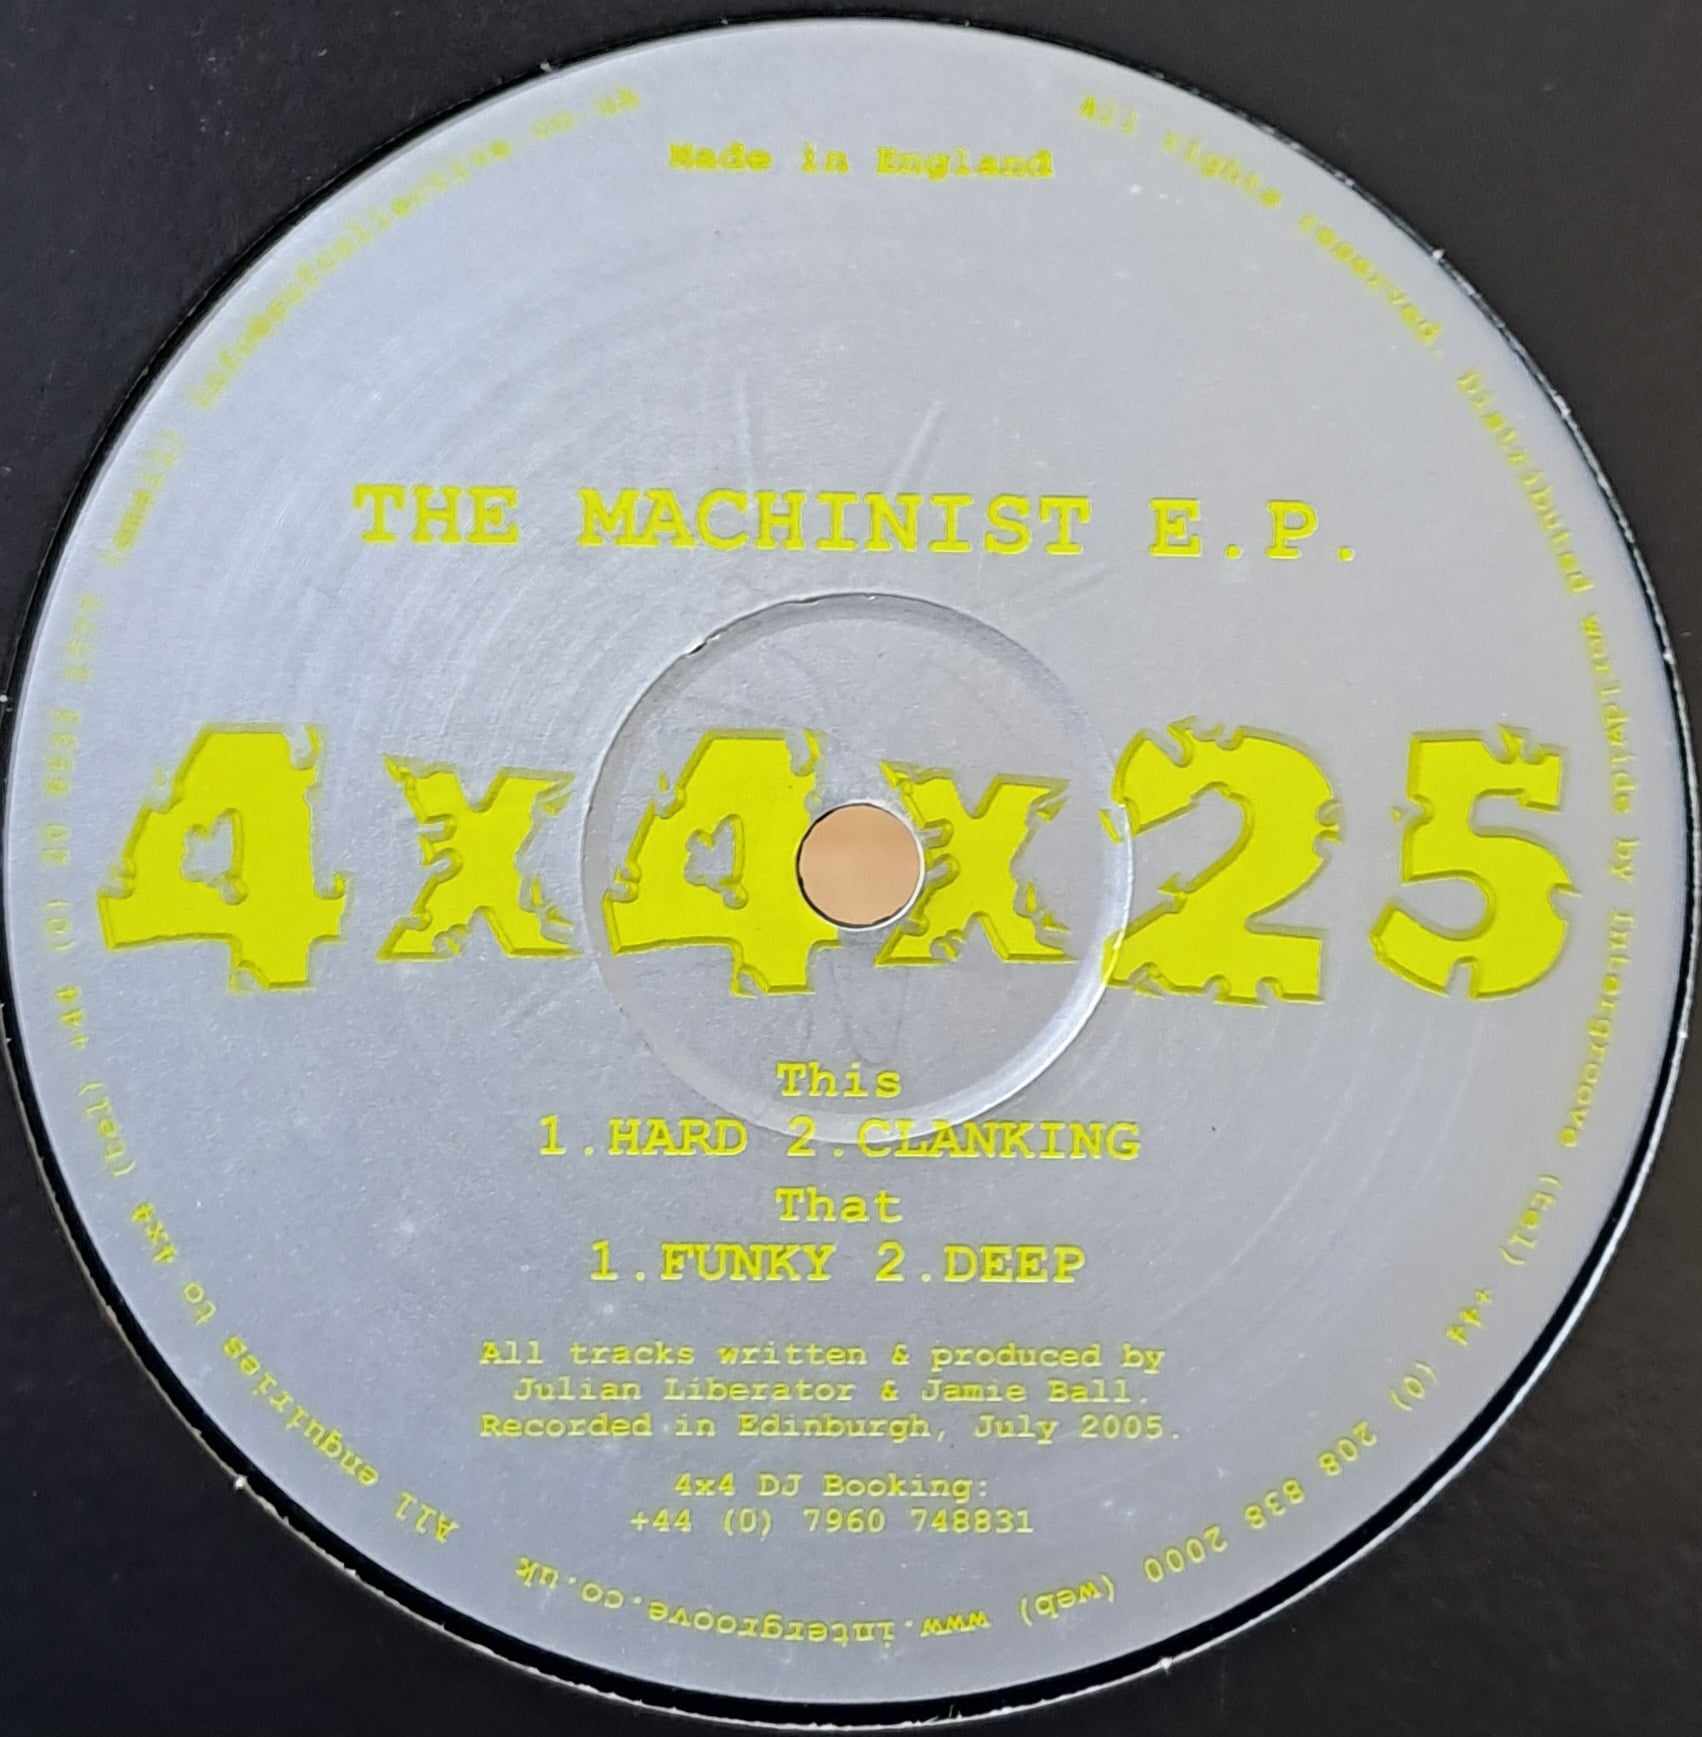 Made in England
THE MACHINIST E.P.
4x4x25
This
1.HARD 2.CLANKING
That
1.FUNKY 2.DEEP
All tracks written & produced by
Julian Liberator & Jamie Ball.
Recorded in Edinburgh, July 2005.
4x4 DJ Booking:
+44 (0) 7960 748831
All rights reserved. Distributed worldwide by Intergroove (tel) +44 (0) 208 838 2000 (web) www.intergroove.co.uk
All enquiries to 4x4 (tel) +44 (0) 20 (email)